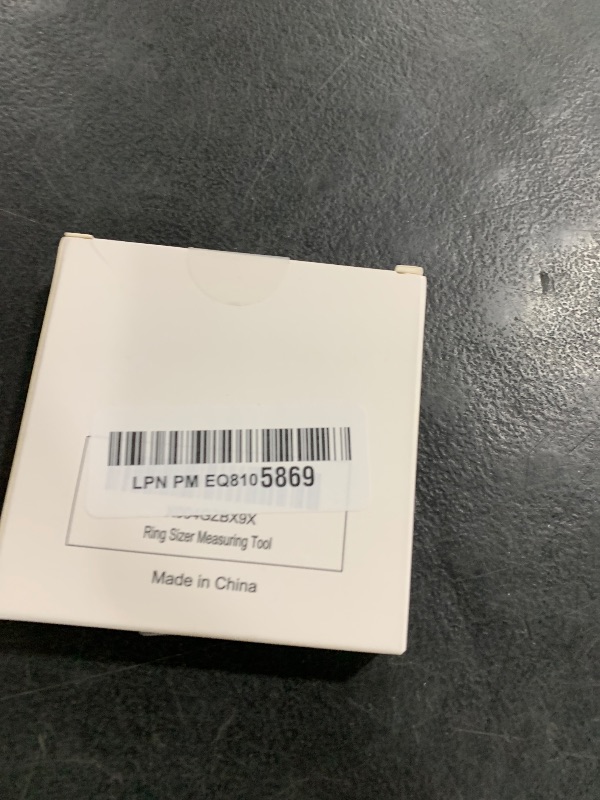 LPN PM EQ8105869
Ring Sizer Measuring Tool
Made in China